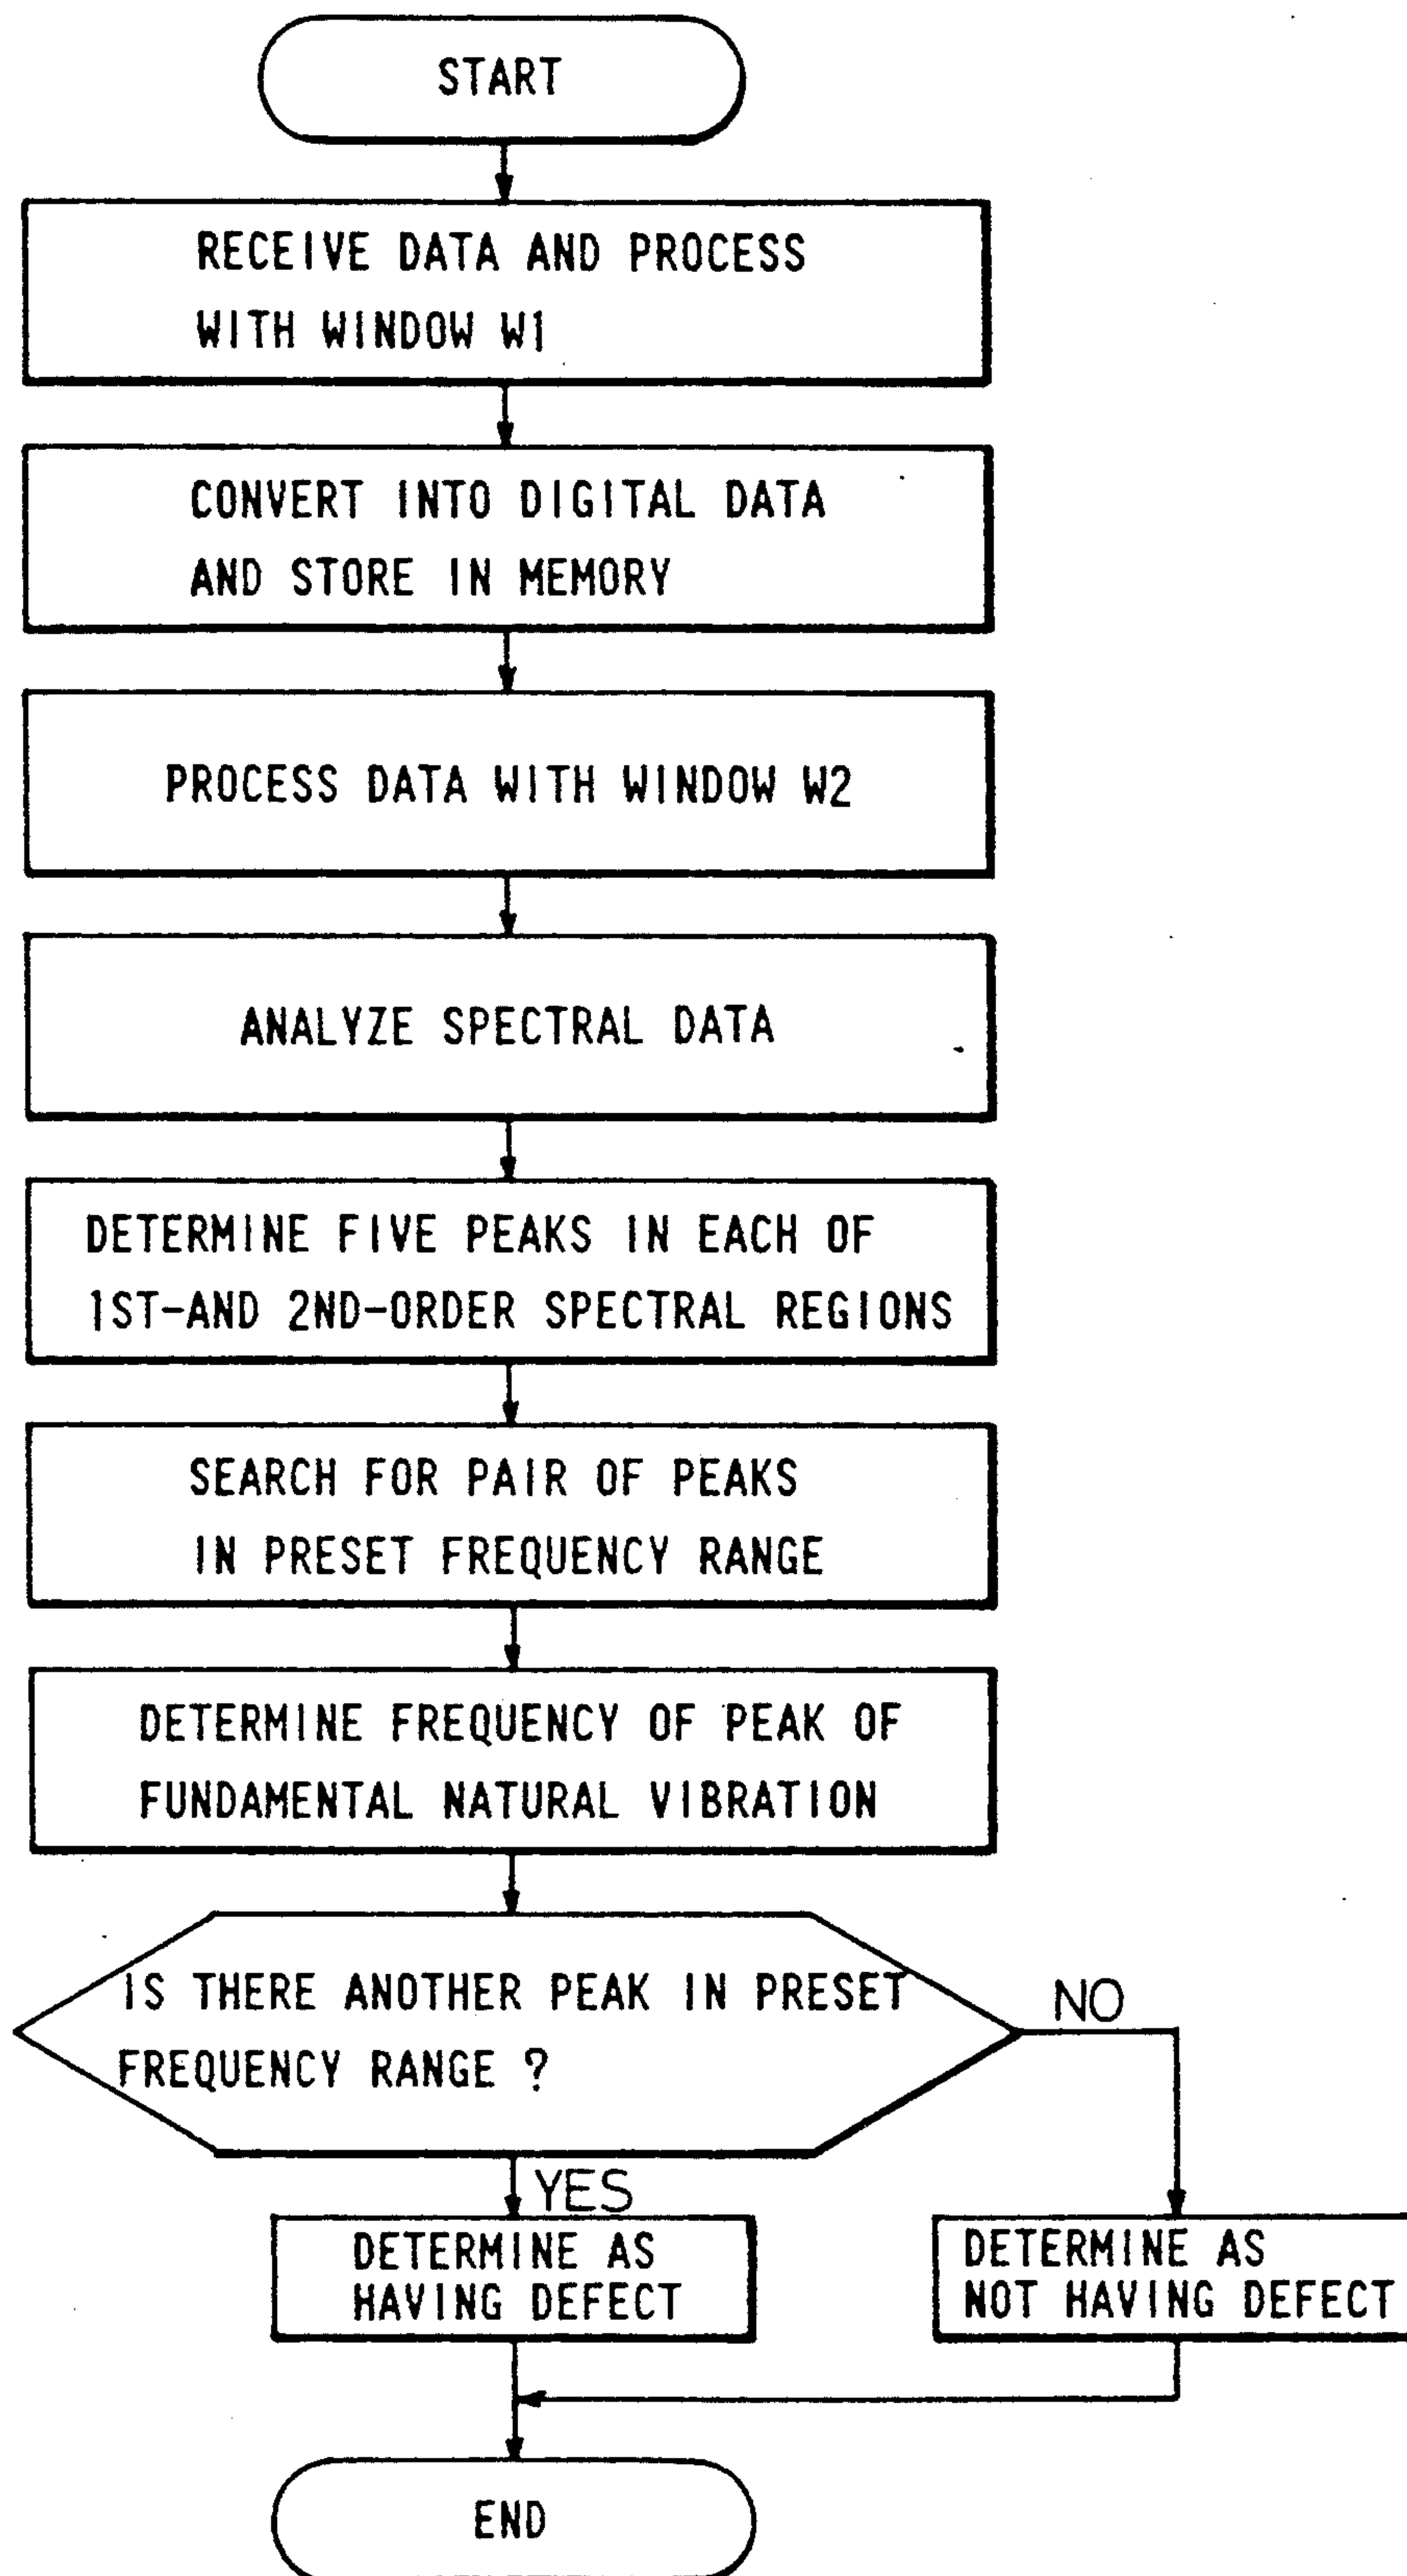 START
RECEIVE DATA AND PROCESS
WITH WINDOW W1
CONVERT INTO DIGITAL DATA
AND STORE IN MEMORY
PROCESS DATA WITH WINDOW W2
ANALYZE SPECTRAL DATA
DETERMINE FIVE PEAKS IN EACH OF
1ST-AND 2ND-ORDER SPECTRAL REGIONS
SEARCH FOR PAIR OF PEAKS
IN PRESET FREQUENCY RANGE
DETERMINE FREQUENCY OF PEAK OF
FUNDAMENTAL NATURAL VIBRATION
IS THERE ANOTHER PEAK IN PRESET
FREQUENCY RANGE ?
NO
YES
DETERMINE AS
HAVING DEFECT
DETERMINE AS
NOT HAVING DEFECT
END